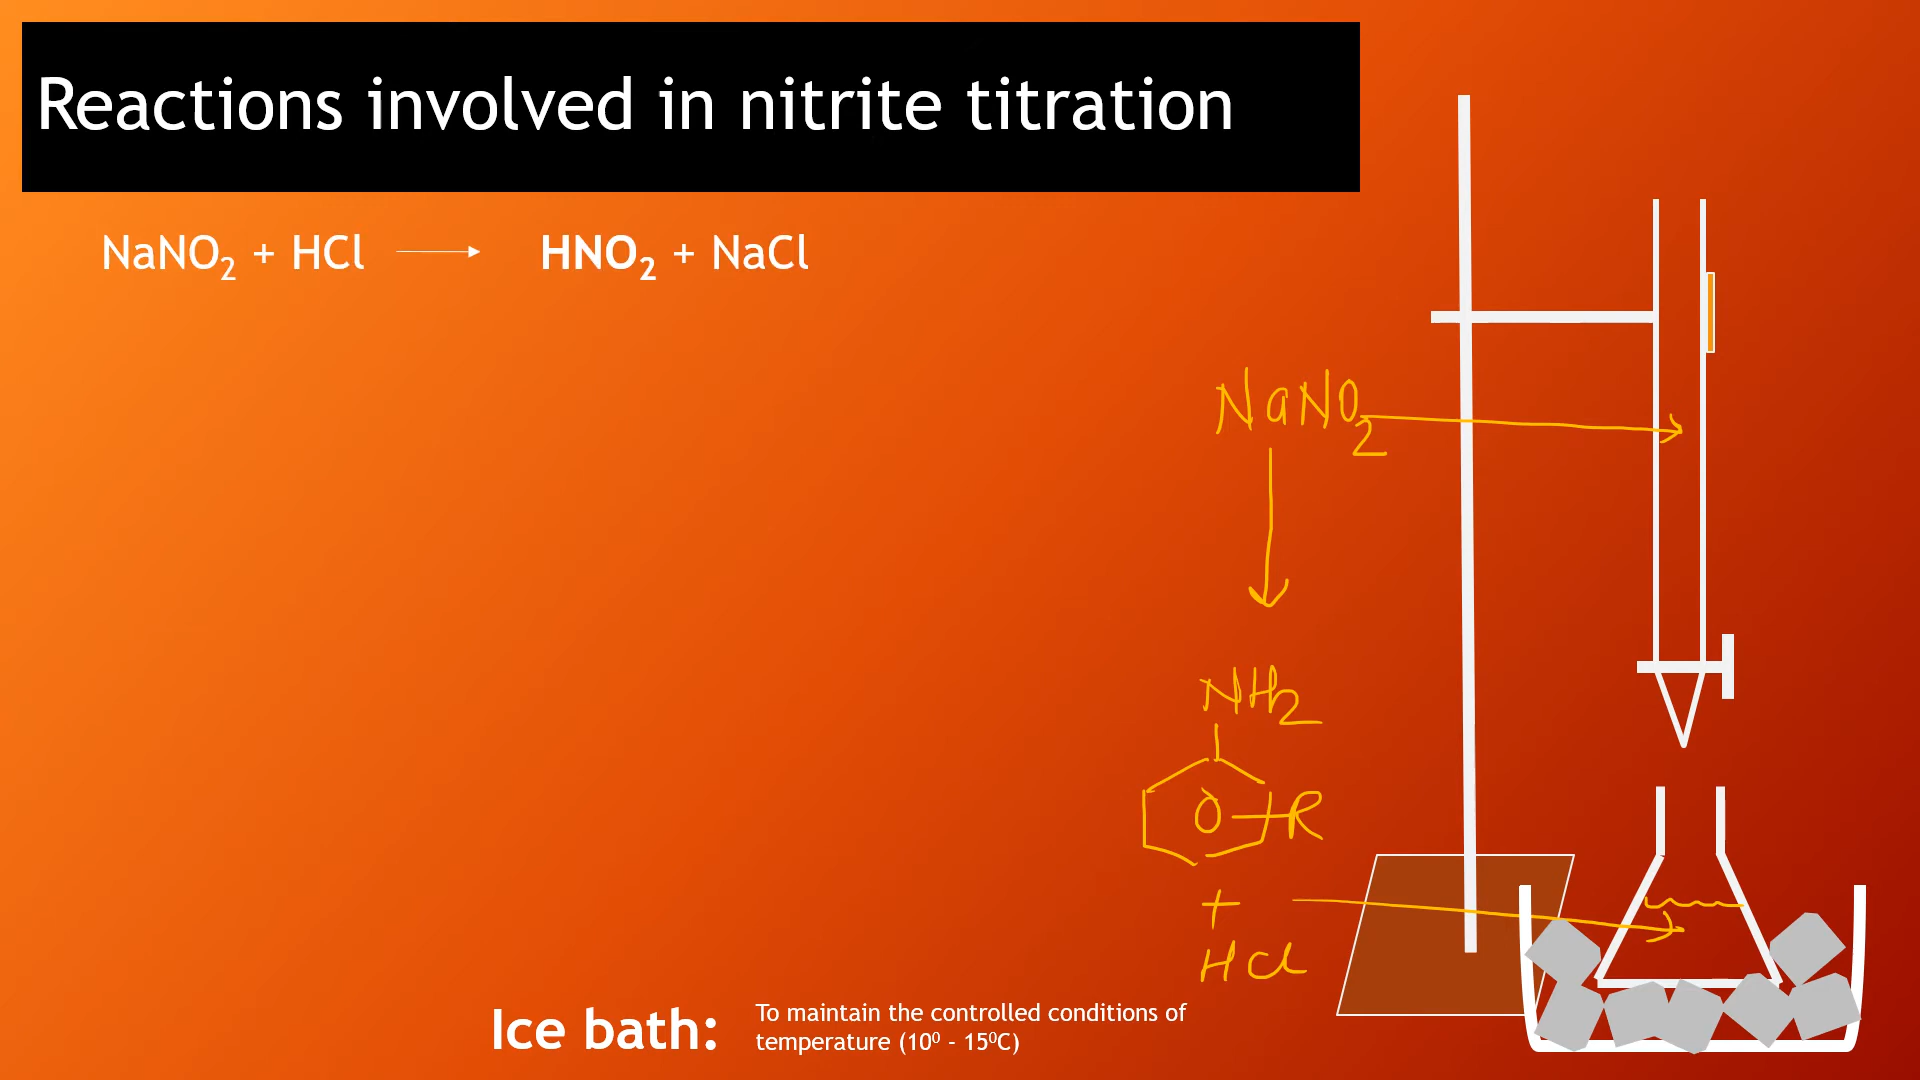 Reactions involved in nitrite titration
NaNO₂ + HCl ⟶ HNO₂ + NaCl
NaNO₂
NH₂
R
+
HCl
Ice bath:
To maintain the controlled conditions of
temperature (10⁰ - 15⁰C)